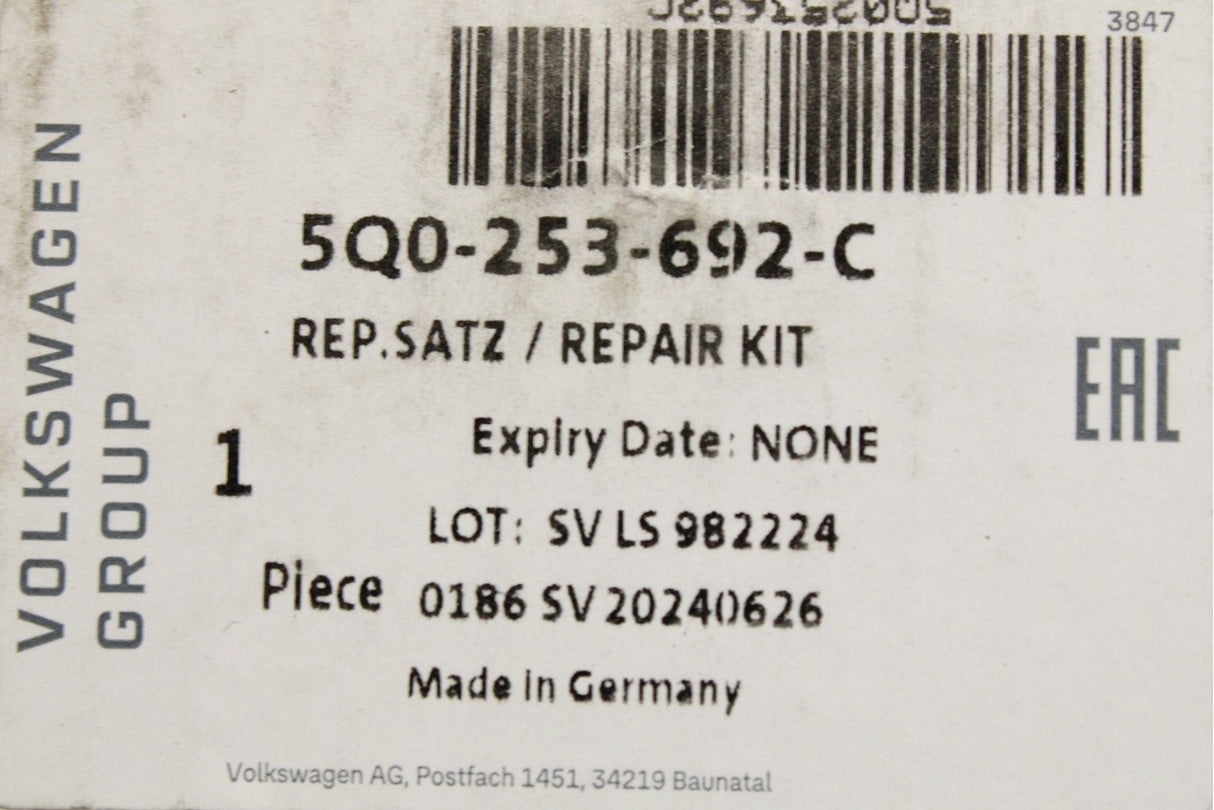 3847
5Q0-253-692-C
REP.SATZ / REPAIR KIT
EAC
Expiry Date: NONE
1
LOT: SV LS 982224
Piece
0186 SV 20240626
Made in Germany
VOLKSWAGEN
GROUP
Volkswagen AG, Postfach 1451, 34219 Baunatal